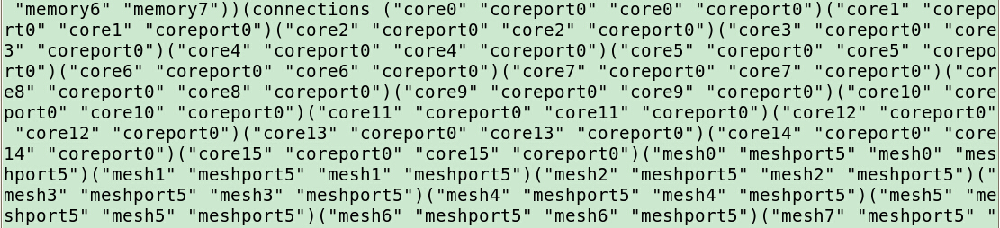 "memory6" "memory7"))(connections ("core0" "coreport0" "core0" "coreport0")("core1" "corepo
rt0" "core1" "coreport0")("core2" "coreport0" "core2" "coreport0")("core3" "coreport0" "core
3" "coreport0")("core4" "coreport0" "core4" "coreport0")("core5" "coreport0" "core5" "corepo
rt0")("core6" "coreport0" "core6" "coreport0")("core7" "coreport0" "core7" "coreport0")("cor
e8" "coreport0" "core8" "coreport0")("core9" "coreport0" "core9" "coreport0")("core10" "core
port0" "core10" "coreport0")("core11" "coreport0" "core11" "coreport0")("core12" "coreport0"
"core12" "coreport0")("core13" "coreport0" "core13" "coreport0")("core14" "coreport0" "core
14" "coreport0")("core15" "coreport0" "core15" "coreport0")("mesh0" "meshport5" "mesh0" "mes
hport5")("mesh1" "meshport5" "mesh1" "meshport5")("mesh2" "meshport5" "mesh2" "meshport5")("
mesh3" "meshport5" "mesh3" "meshport5")("mesh4" "meshport5" "mesh4" "meshport5")("mesh5" "me
shport5" "mesh5" "meshport5")("mesh6" "meshport5" "mesh6" "meshport5")("mesh7" "meshport5" "